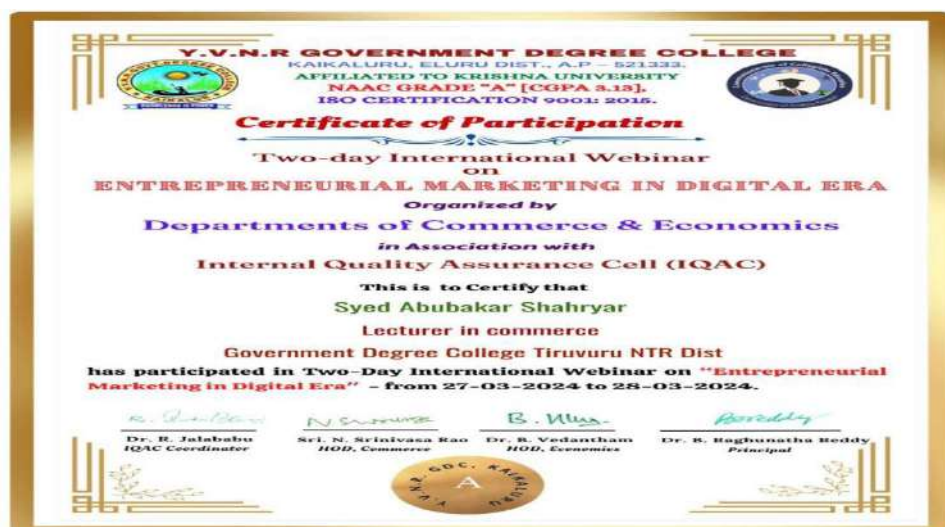 Y.V.N.R GOVERNMENT DEGREE COLLEGE
KAIKALURU, ELURU DIST., A.P – 521333.
AFFILIATED TO KRISHNA UNIVERSITY
NAAC GRADE "A" [CGPA 3.13],
ISO CERTIFICATION 9001: 2015.
Certificate of Participation
Two-day International Webinar
on
ENTREPRENEURIAL MARKETING IN DIGITAL ERA
Organized by
Departments of Commerce & Economics
in Association with
Internal Quality Assurance Cell (IQAC)
This is to Certify that
Syed Abubakar Shahryar
Lecturer in commerce
Government Degree College Tiruvuru NTR Dist
has participated in Two-Day International Webinar on "Entrepreneurial
Marketing in Digital Era" - from 27-03-2024 to 28-03-2024.
Dr. R. Jalababu
IQAC Coordinator
Sri. N. Srinivasa Rao
HOD, Commerce
Dr. B. Vedantham
HOD, Economics
Dr. B. Raghunatha Reddy
Principal
Y.V.N.R. GDC, KAIKALURU
A